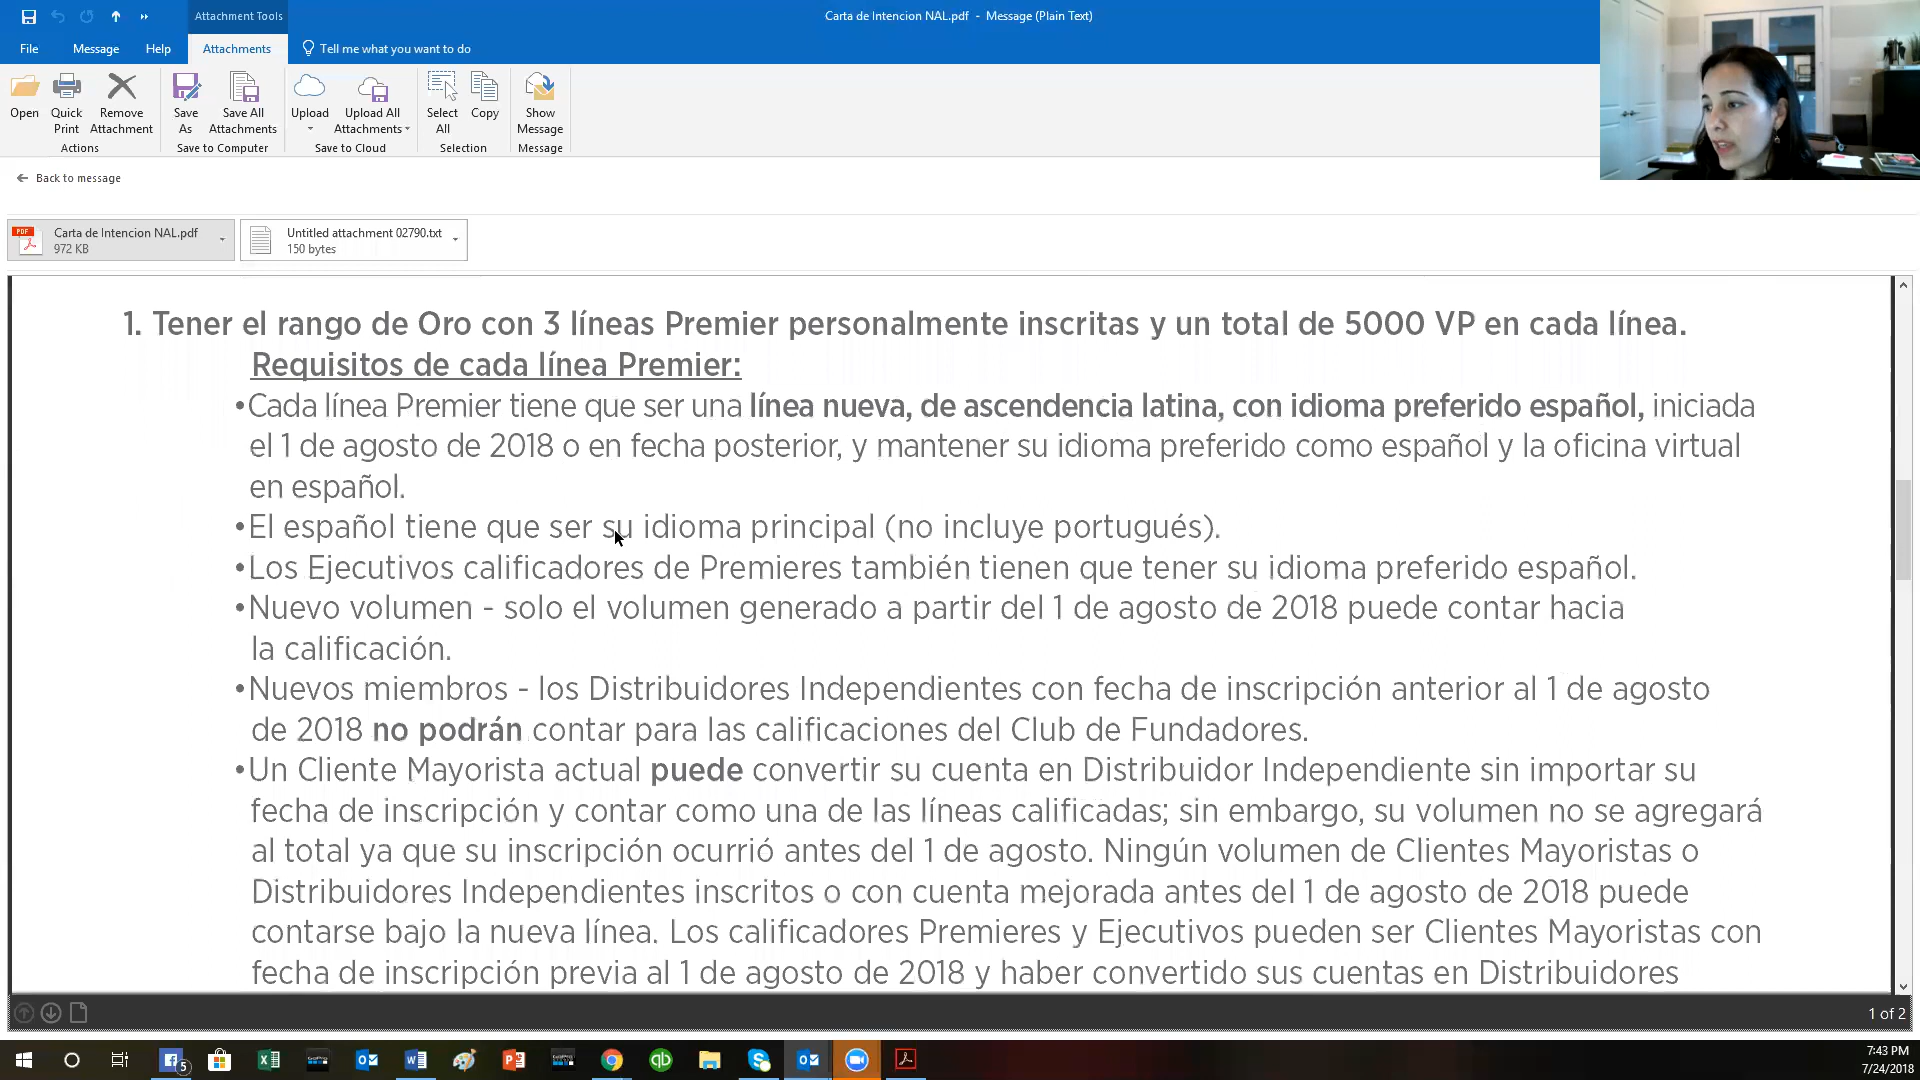 Attachment Tools
Carta de Intencion NAL.pdf - Message (Plain Text)
File Message Help Attachments Tell me what you want to do
Open
Quick Print
Remove Attachment
Actions
Save As
Save All Attachments
Save to Computer
Upload
Upload All Attachments
Save to Cloud
Select All
Copy
Selection
Show Message
Message
Back to message
PDF
Carta de Intencion NAL.pdf
972 KB
Untitled attachment 02790.txt
150 bytes
1. Tener el rango de Oro con 3 líneas Premier personalmente inscritas y un total de 5000 VP en cada línea.
Requisitos de cada línea Premier:
•Cada línea Premier tiene que ser una línea nueva, de ascendencia latina, con idioma preferido español, iniciada
el 1 de agosto de 2018 o en fecha posterior, y mantener su idioma preferido como español y la oficina virtual
en español.
•El español tiene que ser su idioma principal (no incluye portugués).
•Los Ejecutivos calificadores de Premieres también tienen que tener su idioma preferido español.
•Nuevo volumen - solo el volumen generado a partir del 1 de agosto de 2018 puede contar hacia
la calificación.
•Nuevos miembros - los Distribuidores Independientes con fecha de inscripción anterior al 1 de agosto
de 2018 no podrán contar para las calificaciones del Club de Fundadores.
•Un Cliente Mayorista actual puede convertir su cuenta en Distribuidor Independiente sin importar su
fecha de inscripción y contar como una de las líneas calificadas; sin embargo, su volumen no se agregará
al total ya que su inscripción ocurrió antes del 1 de agosto. Ningún volumen de Clientes Mayoristas o
Distribuidores Independientes inscritos o con cuenta mejorada antes del 1 de agosto de 2018 puede
contarse bajo la nueva línea. Los calificadores Premieres y Ejecutivos pueden ser Clientes Mayoristas con
fecha de inscripción previa al 1 de agosto de 2018 y haber convertido sus cuentas en Distribuidores
1 of 2
5
7:43 PM
7/24/2018